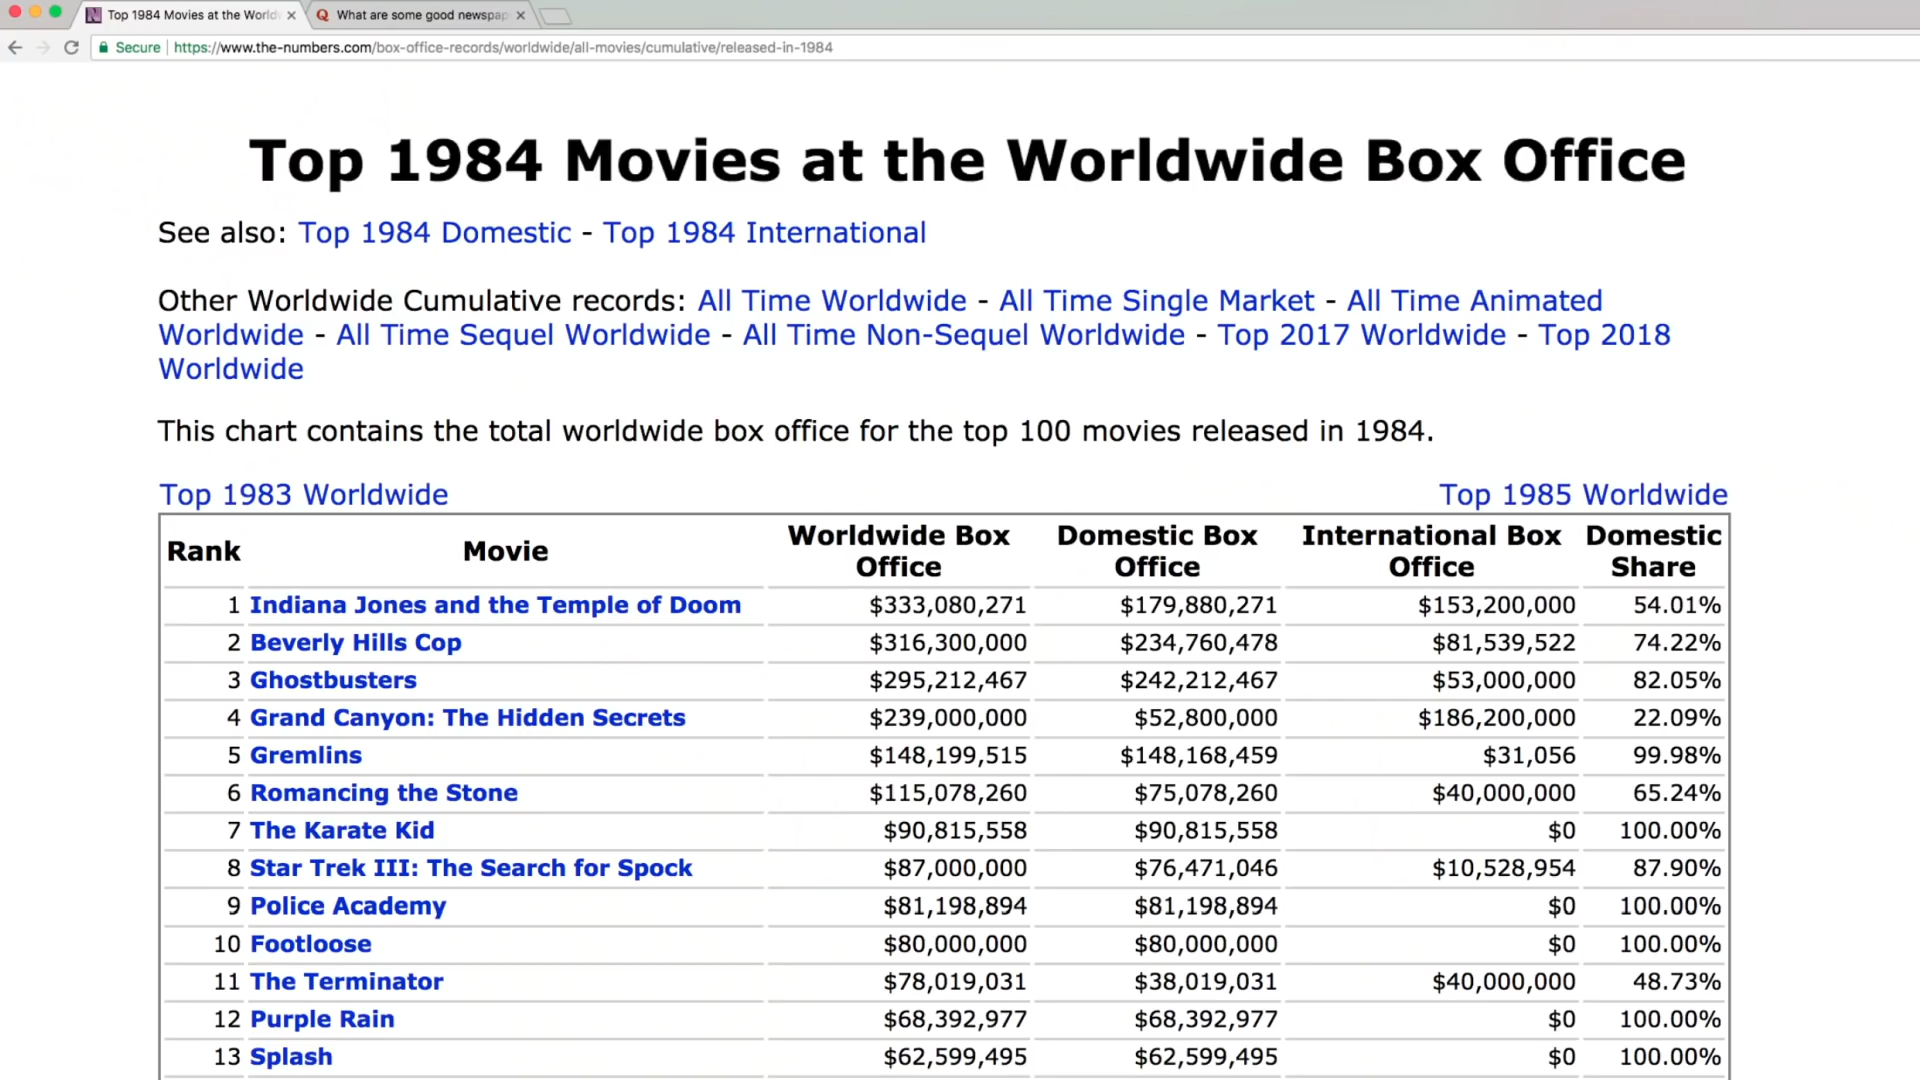 Top 1984 Movies at the World
What are some good newspap
Secure | https://www.the-numbers.com/box-office-records/worldwide/all-movies/cumulative/released-in-1984
Top 1984 Movies at the Worldwide Box Office
See also: Top 1984 Domestic - Top 1984 International
Other Worldwide Cumulative records: All Time Worldwide - All Time Single Market - All Time Animated
Worldwide - All Time Sequel Worldwide - All Time Non-Sequel Worldwide - Top 2017 Worldwide - Top 2018
Worldwide
This chart contains the total worldwide box office for the top 100 movies released in 1984.
Top 1983 Worldwide Top 1985 Worldwide
Rank Movie Worldwide Box Office Domestic Box Office International Box Office Domestic Share
1 Indiana Jones and the Temple of Doom $333,080,271 $179,880,271 $153,200,000 54.01%
2 Beverly Hills Cop $316,300,000 $234,760,478 $81,539,522 74.22%
3 Ghostbusters $295,212,467 $242,212,467 $53,000,000 82.05%
4 Grand Canyon: The Hidden Secrets $239,000,000 $52,800,000 $186,200,000 22.09%
5 Gremlins $148,199,515 $148,168,459 $31,056 99.98%
6 Romancing the Stone $115,078,260 $75,078,260 $40,000,000 65.24%
7 The Karate Kid $90,815,558 $90,815,558 $0 100.00%
8 Star Trek III: The Search for Spock $87,000,000 $76,471,046 $10,528,954 87.90%
9 Police Academy $81,198,894 $81,198,894 $0 100.00%
10 Footloose $80,000,000 $80,000,000 $0 100.00%
11 The Terminator $78,019,031 $38,019,031 $40,000,000 48.73%
12 Purple Rain $68,392,977 $68,392,977 $0 100.00%
13 Splash $62,599,495 $62,599,495 $0 100.00%